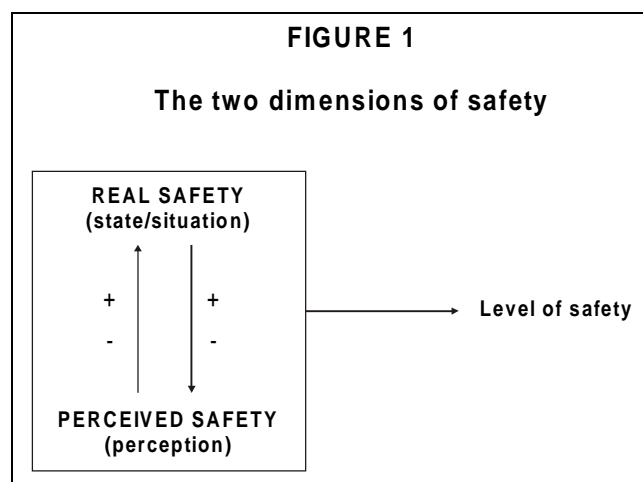 FIGURE 1
The two dimensions of safety
REAL SAFETY
(state/situation)
+ +
- -
Level of safety
PERCEIVED SAFETY
(perception)